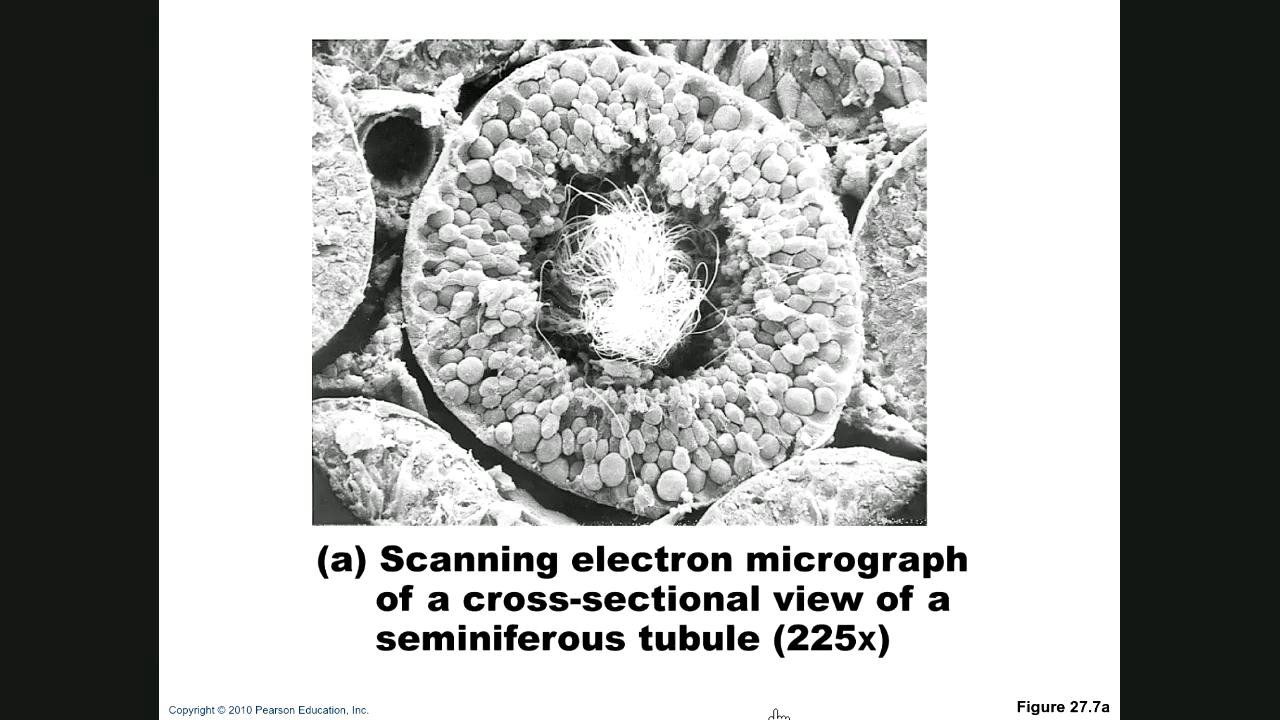 (a) Scanning electron micrograph
of a cross-sectional view of a
seminiferous tubule (225x)
Copyright © 2010 Pearson Education, Inc.
Figure 27.7a